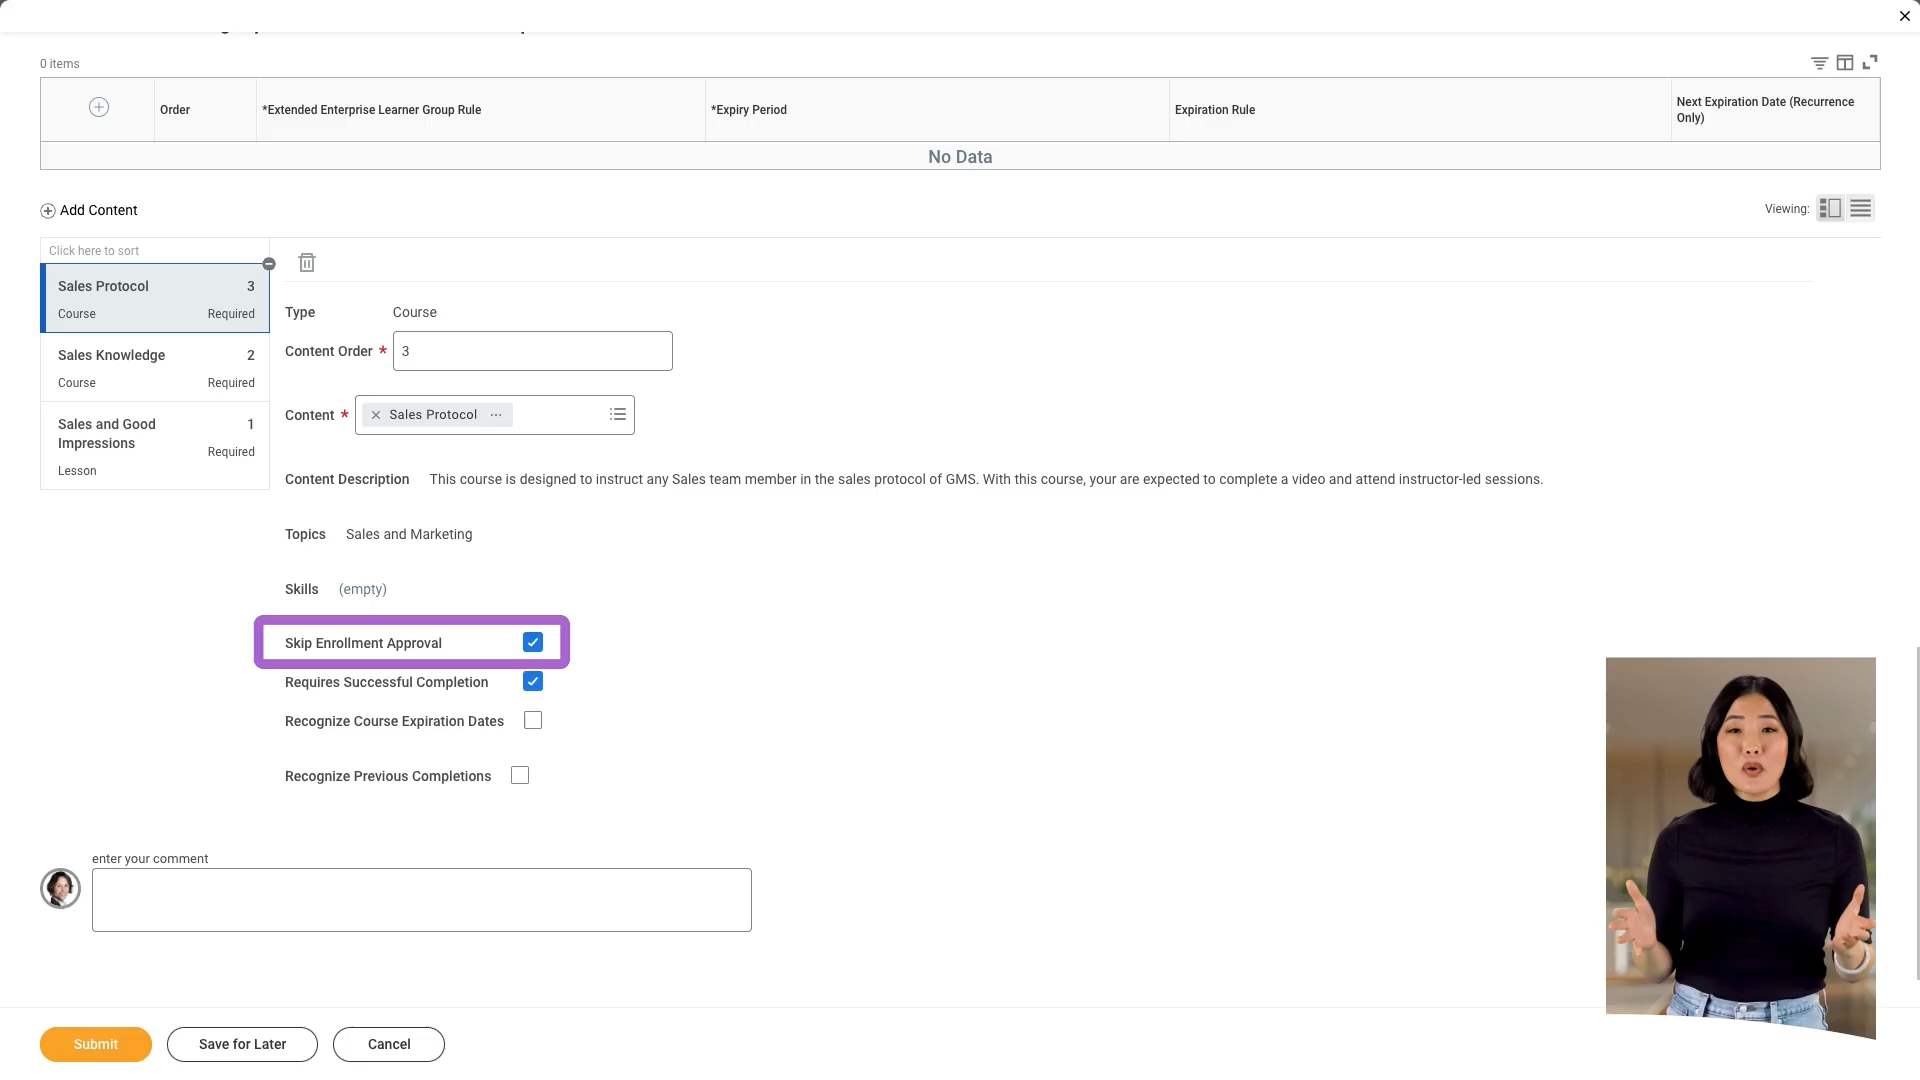 0 items
Order
*Extended Enterprise Learner Group Rule
*Expiry Period
Expiration Rule
Next Expiration Date (Recurrence
Only)
No Data
Add Content
Viewing:
Click here to sort
Sales Protocol 3
Course Required
Sales Knowledge 2
Course Required
Sales and Good 1
Impressions
Required
Lesson
Type Course
Content Order * 3
Content * Sales Protocol
Content Description This course is designed to instruct any Sales team member in the sales protocol of GMS. With this course, your are expected to complete a video and attend instructor-led sessions.
Topics Sales and Marketing
Skills (empty)
Skip Enrollment Approval
Requires Successful Completion
Recognize Course Expiration Dates
Recognize Previous Completions
enter your comment
Submit
Save for Later
Cancel